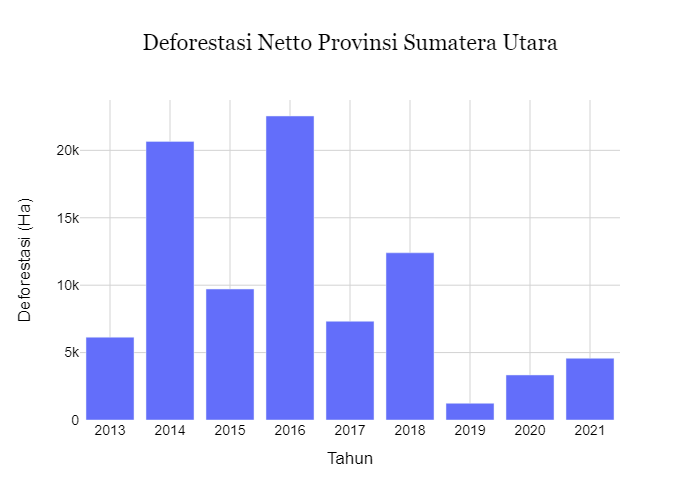 Deforestasi Netto Provinsi Sumatera Utara
Deforestasi (Ha)
20k
15k
10k
5k
0
2013 2014 2015 2016 2017 2018 2019 2020 2021
Tahun